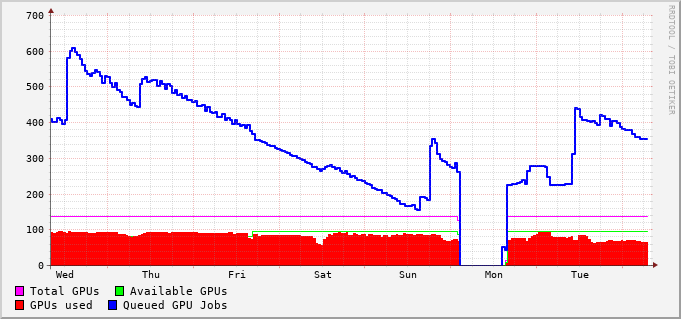 700
600
500
400
300
200
100
0
Wed Thu Fri Sat Sun Mon Tue
Total GPUs Available GPUs
GPUs used Queued GPU Jobs
RRDTOOL / TOBI OETIKER